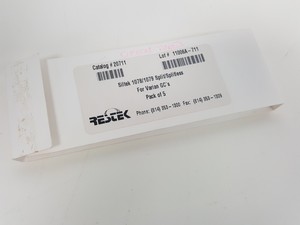 Catalog # 20711 Lot # 11008A-711
Siltek 1078/1079 Split/Splitless
For Varian GC's
Pack of 5
RESTEK
Phone: (814) 353-1300 Fax: (814) 353-1309